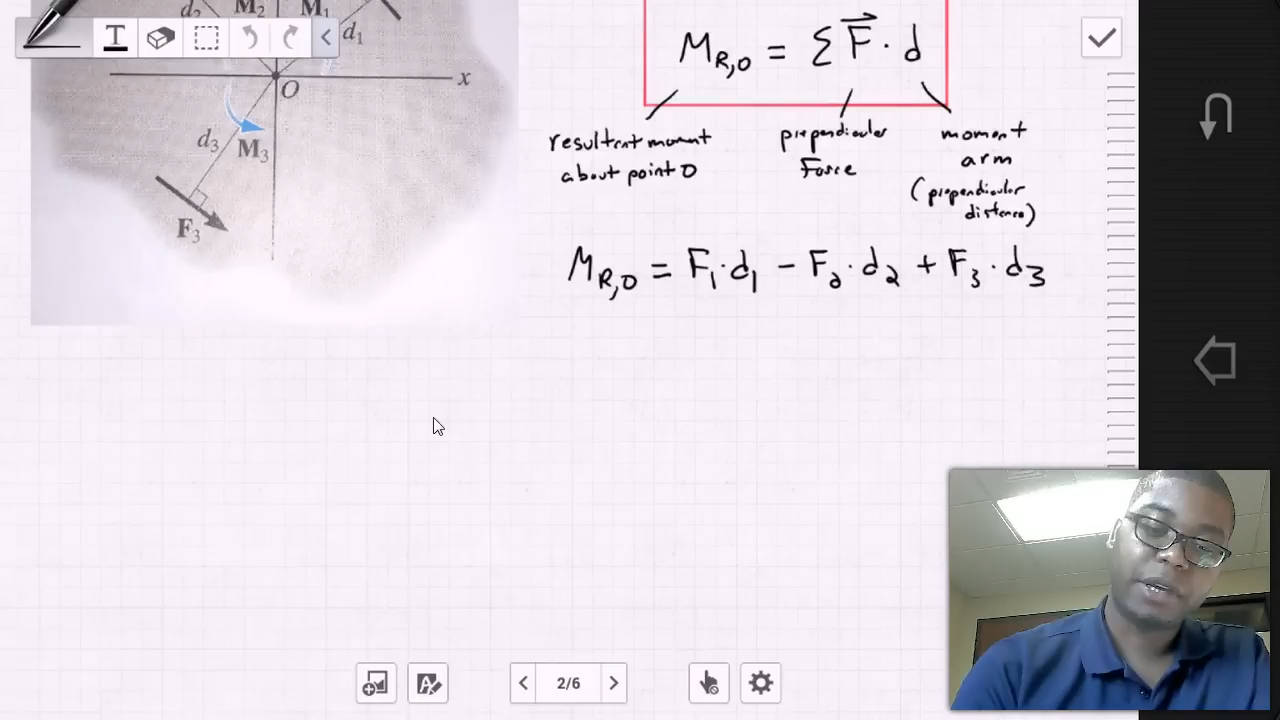 d₂ M₂ M₁ d₁
T
x
O
d₃ M₃
F₃
M_R,O = Σ F⃗ · d
resultant moment about point O
perpendicular Force
moment arm (perpendicular distance)
M_R,O = F₁·d₁ − F₂·d₂ + F₃·d₃
2/6